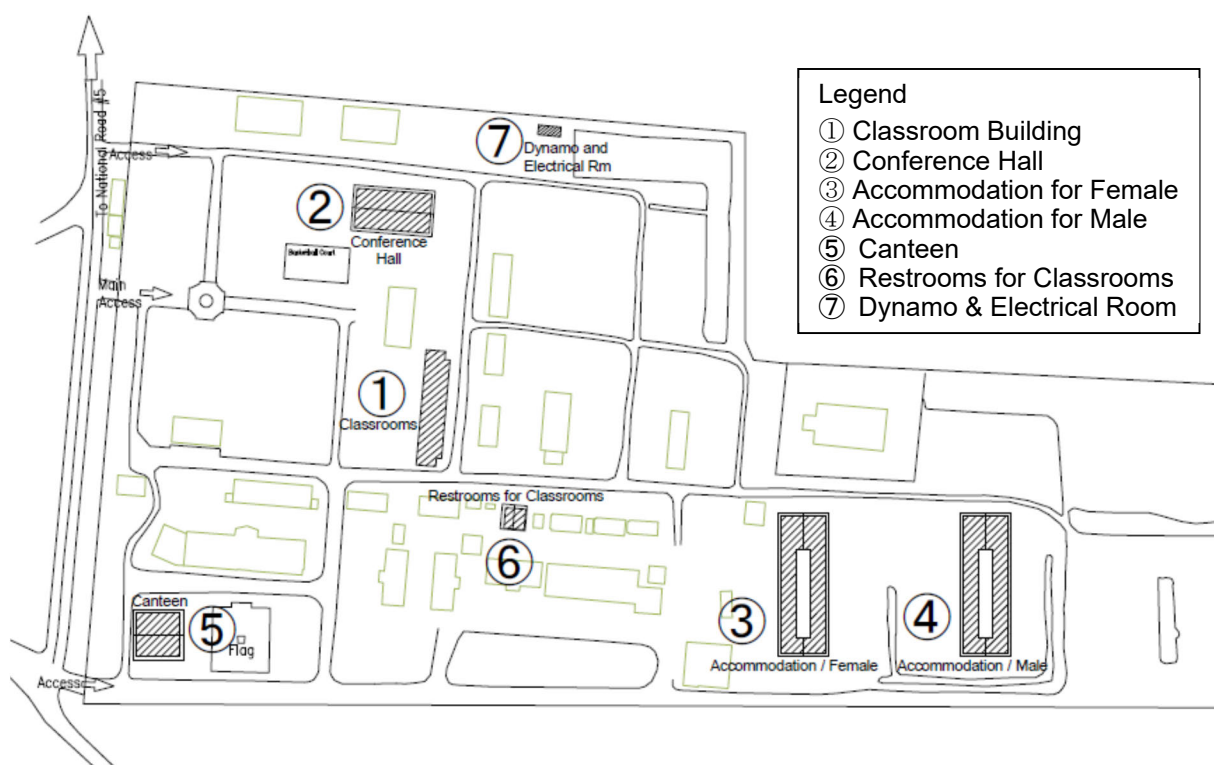 To National Road #5
Access
Main
Access
Access
⑦
Dynamo and
Electrical Rm
②
Conference
Hall
Basketball Court
①
Classrooms
Restrooms for Classrooms
⑥
Canteen
⑤
Flag
③
Accommodation / Female
④
Accommodation / Male
Legend
① Classroom Building
② Conference Hall
③ Accommodation for Female
④ Accommodation for Male
⑤ Canteen
⑥ Restrooms for Classrooms
⑦ Dynamo & Electrical Room